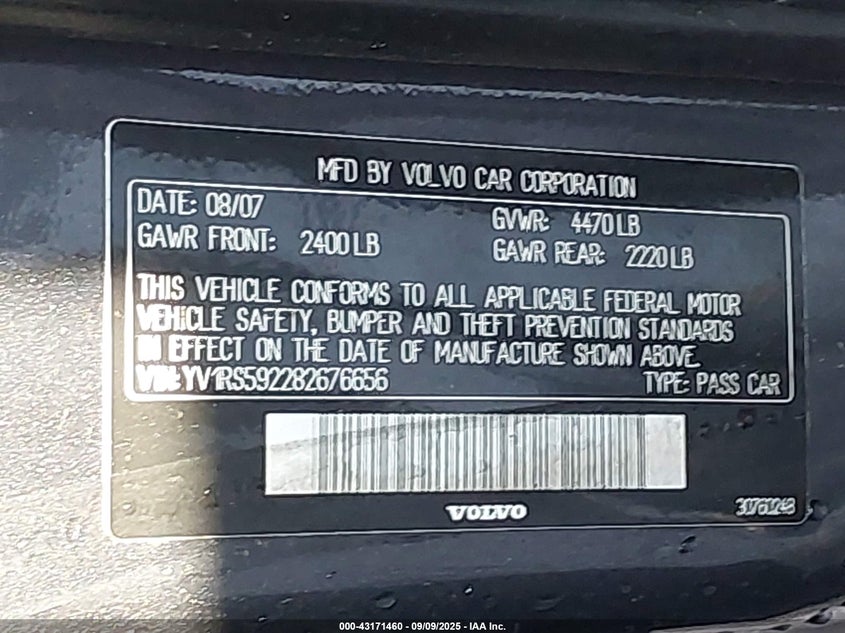 MFD BY VOLVO CAR CORPORATION
DATE: 08/07
GVWR: 4470 LB
GAWR FRONT: 2400 LB
GAWR REAR: 2220 LB
THIS VEHICLE CONFORMS TO ALL APPLICABLE FEDERAL MOTOR
VEHICLE SAFETY, BUMPER AND THEFT PREVENTION STANDARDS
IN EFFECT ON THE DATE OF MANUFACTURE SHOWN ABOVE.
VIN: YV1RS592282676656
TYPE: PASS CAR
VOLVO
30761248
000-43171460 - 09/09/2025 - IAA Inc.